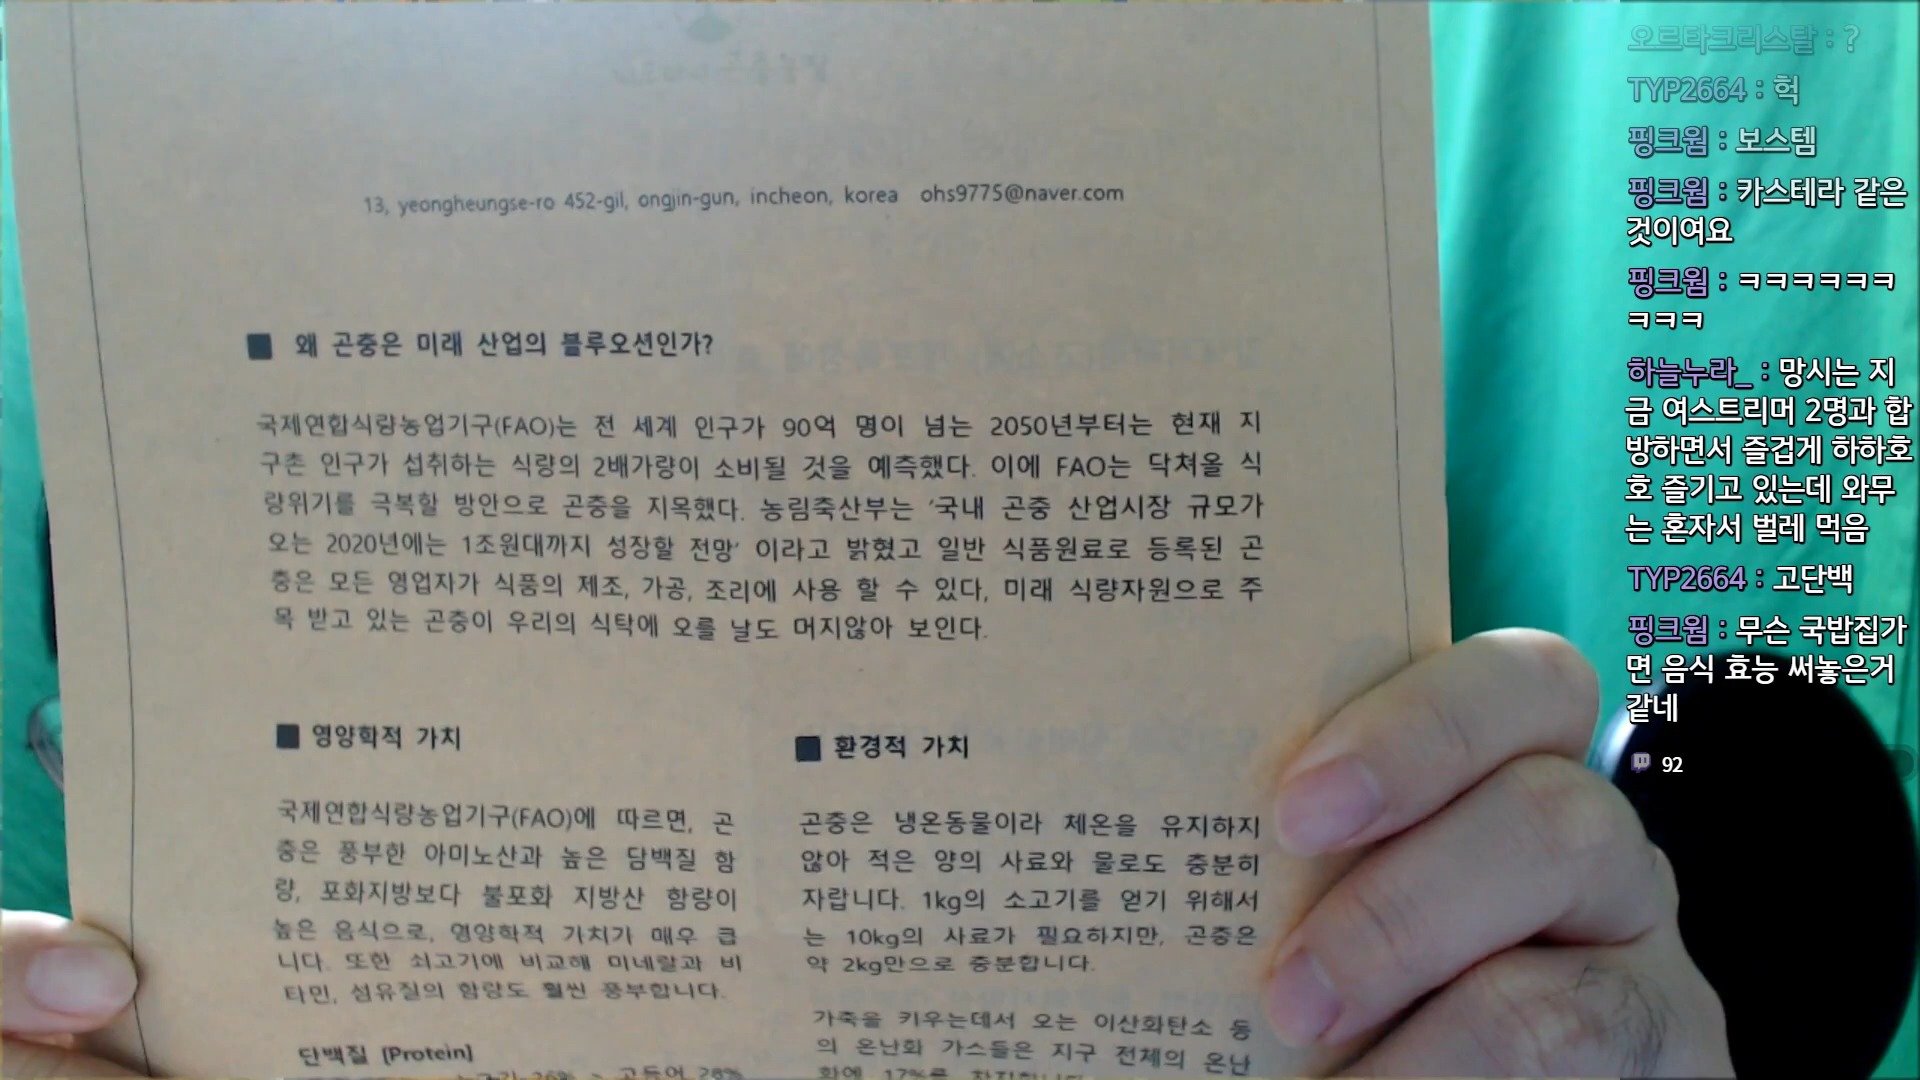 13, yeongheungse-ro 452-gil, ongjin-gun, incheon, korea ohs9775@naver.com
왜 곤충은 미래 산업의 블루오션인가?
국제연합식량농업기구(FAO)는 전 세계 인구가 90억 명이 넘는 2050년부터는 현재 지
구촌 인구가 섭취하는 식량의 2배가량이 소비될 것을 예측했다. 이에 FAO는 닥쳐올 식
량위기를 극복할 방안으로 곤충을 지목했다. 농림축산부는 '국내 곤충 산업시장 규모가
오는 2020년에는 1조원대까지 성장할 전망' 이라고 밝혔고 일반 식품원료로 등록된 곤
충은 모든 영업자가 식품의 제조, 가공, 조리에 사용 할 수 있다, 미래 식량자원으로 주
목 받고 있는 곤충이 우리의 식탁에 오를 날도 머지않아 보인다.
영양학적 가치
국제연합식량농업기구(FAO)에 따르면, 곤
충은 풍부한 아미노산과 높은 단백질 함
량, 포화지방보다 불포화 지방산 함량이
높은 음식으로, 영양학적 가치가 매우 큽
니다. 또한 쇠고기에 비교해 미네랄과 비
타민, 섬유질의 함량도 훨씬 풍부합니다.
단백질 [Protein]
고등어 28%
환경적 가치
곤충은 냉온동물이라 체온을 유지하지
않아 적은 양의 사료와 물로도 충분히
자랍니다. 1kg의 소고기를 얻기 위해서
는 10kg의 사료가 필요하지만, 곤충은
약 2kg만으로 충분합니다.
가축을 키우는데서 오는 이산화탄소 등
의 온난화 가스들은 지구 전체의 온난
화에 17%를
오르타크리스탈 : ?
TYP2664 : 헉
핑크웜 : 보스템
핑크웜 : 카스테라 같은
것이여요
핑크웜 : ㅋㅋㅋㅋㅋㅋ
ㅋㅋㅋ
하늘누라_ : 망시는 지
금 여스트리머 2명과 합
방하면서 즐겁게 하하호
호 즐기고 있는데 와무
는 혼자서 벌레 먹음
TYP2664 : 고단백
핑크웜 : 무슨 국밥집가
면 음식 효능 써놓은거
같네
92